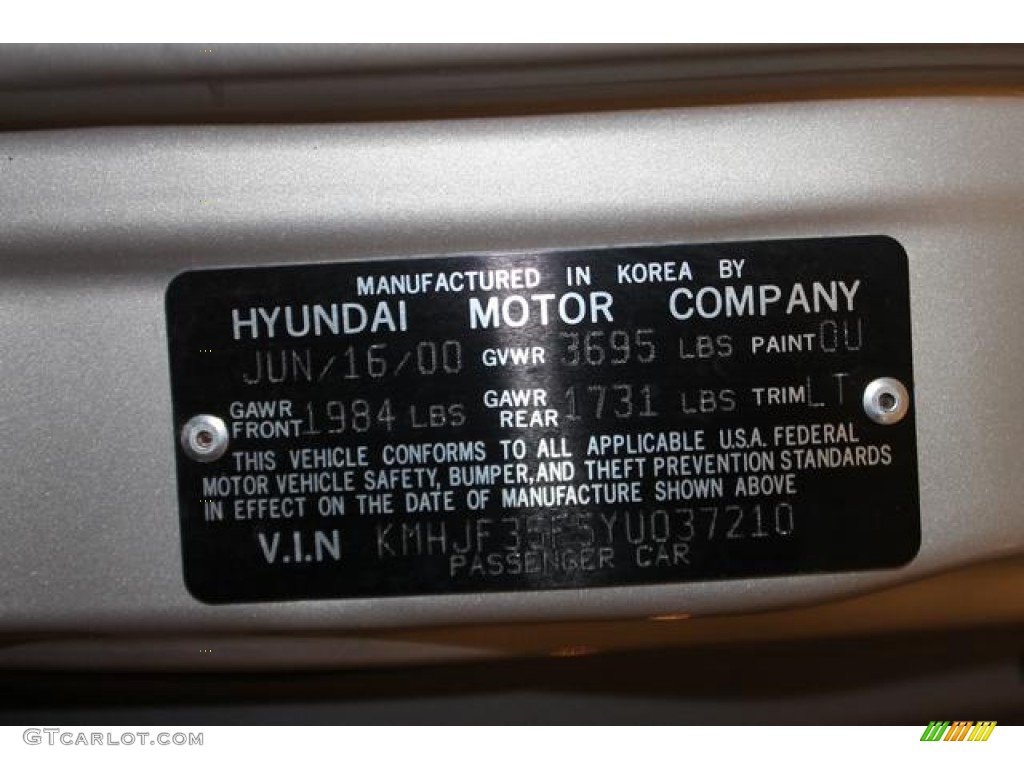 MANUFACTURED IN KOREA BY
HYUNDAI MOTOR COMPANY
JUN/16/00 GVWR 3695 LBS PAINT 0U
GAWR FRONT 1984 LBS GAWR REAR 1731 LBS TRIM LT
THIS VEHICLE CONFORMS TO ALL APPLICABLE U.S.A. FEDERAL
MOTOR VEHICLE SAFETY, BUMPER, AND THEFT PREVENTION STANDARDS
IN EFFECT ON THE DATE OF MANUFACTURE SHOWN ABOVE
V.I.N KMHJF35F5YU037210
PASSENGER CAR
GTCARLOT.COM